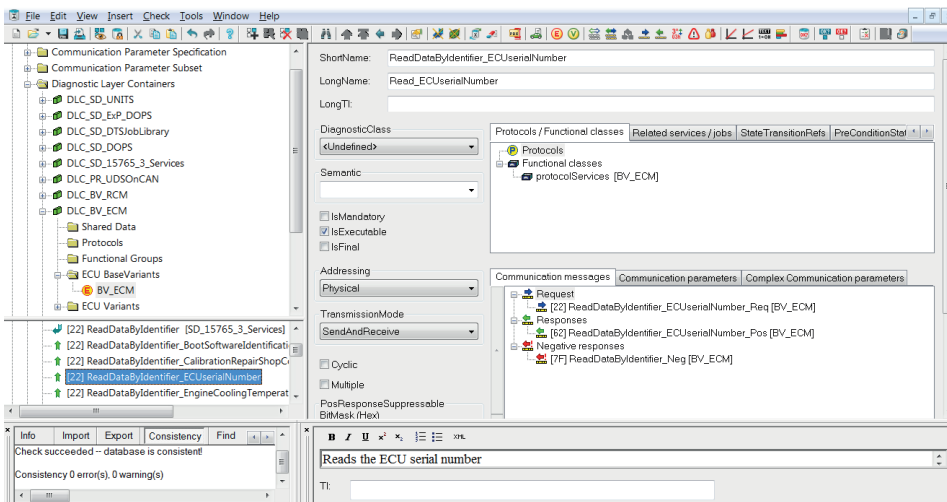 File Edit View Insert Check Tools Window Help
Communication Parameter Specification
Communication Parameter Subset
Diagnostic Layer Containers
DLC_SD_UNITS
DLC_SD_ExP_DOPS
DLC_SD_DTSJobLibrary
DLC_SD_DOPS
DLC_SD_15765_3_Services
DLC_PR_UDSOnCAN
DLC_BV_RCM
DLC_BV_ECM
Shared Data
Protocols
Functional Groups
ECU BaseVariants
E BV_ECM
ECU Variants
[22] ReadDataByIdentifier [SD_15765_3_Services]
[22] ReadDataByIdentifier_BootSoftwareIdentificati
[22] ReadDataByIdentifier_CalibrationRepairShopC
[22] ReadDataByIdentifier_ECUserialNumber
[22] ReadDataByIdentifier_EngineCoolingTemperat
ShortName: ReadDataByIdentifier_ECUserialNumber
LongName: Read_ECUserialNumber
LongTI:
DiagnosticClass
<Undefined>
Semantic
IsMandatory
IsExecutable
IsFinal
Addressing
Physical
TransmissionMode
SendAndReceive
Cyclic
Multiple
PosResponseSuppressable
BitMask (Hex)
Protocols / Functional classes Related services / jobs StateTransitionRefs PreConditionStat
P Protocols
Functional classes
protocolServices [BV_ECM]
Communication messages Communication parameters Complex Communication parameters
Request
[22] ReadDataByIdentifier_ECUserialNumber_Req [BV_ECM]
Responses
[62] ReadDataByIdentifier_ECUserialNumber_Pos [BV_ECM]
Negative responses
[7F] ReadDataByIdentifier_Neg [BV_ECM]
Info Import Export Consistency Find
Check succeeded -- database is consistent!
Consistency 0 error(s), 0 warning(s)
B I U x² x₂ XML
Reads the ECU serial number
TI: